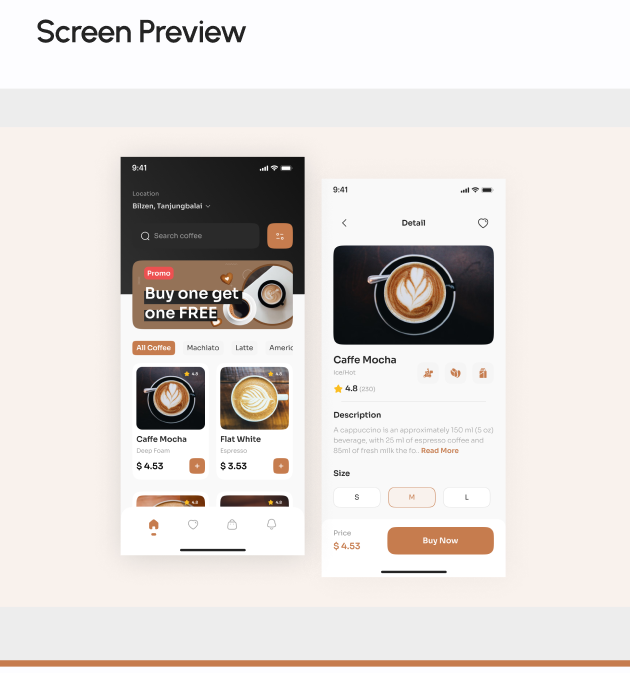 Screen Preview
9:41
Location
Bilzen, Tanjungbalai
Search coffee
Promo
Buy one get
one FREE
All Coffee
Machiato
Latte
Americ
4.8
4.8
Caffe Mocha
Flat White
Deep Foam
Espresso
$ 4.53
$ 3.53
4.8
4.8
9:41
Detail
Caffe Mocha
Ice/Hot
4.8 (230)
Description
A cappuccino is an approximately 150 ml (5 oz)
beverage, with 25 ml of espresso coffee and
85ml of fresh milk the fo.. Read More
Size
S
M
L
Price
$ 4.53
Buy Now